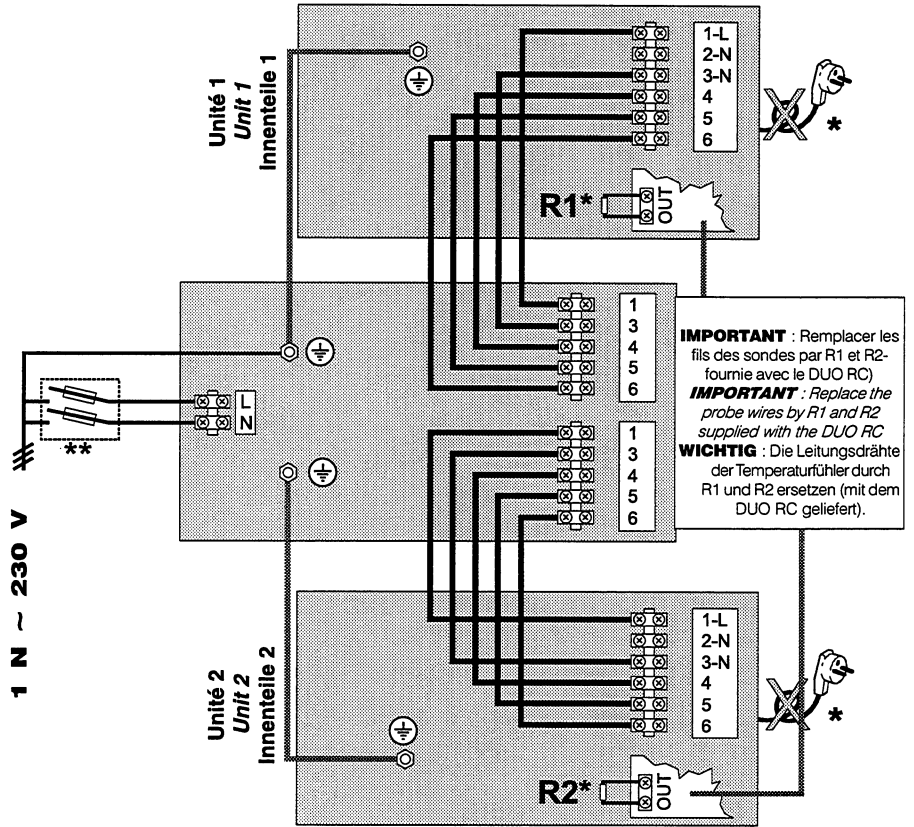 Unité 1
Unit 1
Innenteile 1
1-L
2-N
3-N
4
5
6
*
R1*
OUT
1
3
4
5
6
L
N
**
1
3
4
5
6
IMPORTANT : Remplacer les
fils des sondes par R1 et R2-
fournie avec le DUO RC)
IMPORTANT : Replace the
probe wires by R1 and R2
supplied with the DUO RC
WICHTIG : Die Leitungsdrähte
der Temperaturfühler durch
R1 und R2 ersetzen (mit dem
DUO RC geliefert).
1 N ~ 230 V
Unité 2
Unit 2
Innenteile 2
1-L
2-N
3-N
4
5
6
*
R2*
OUT